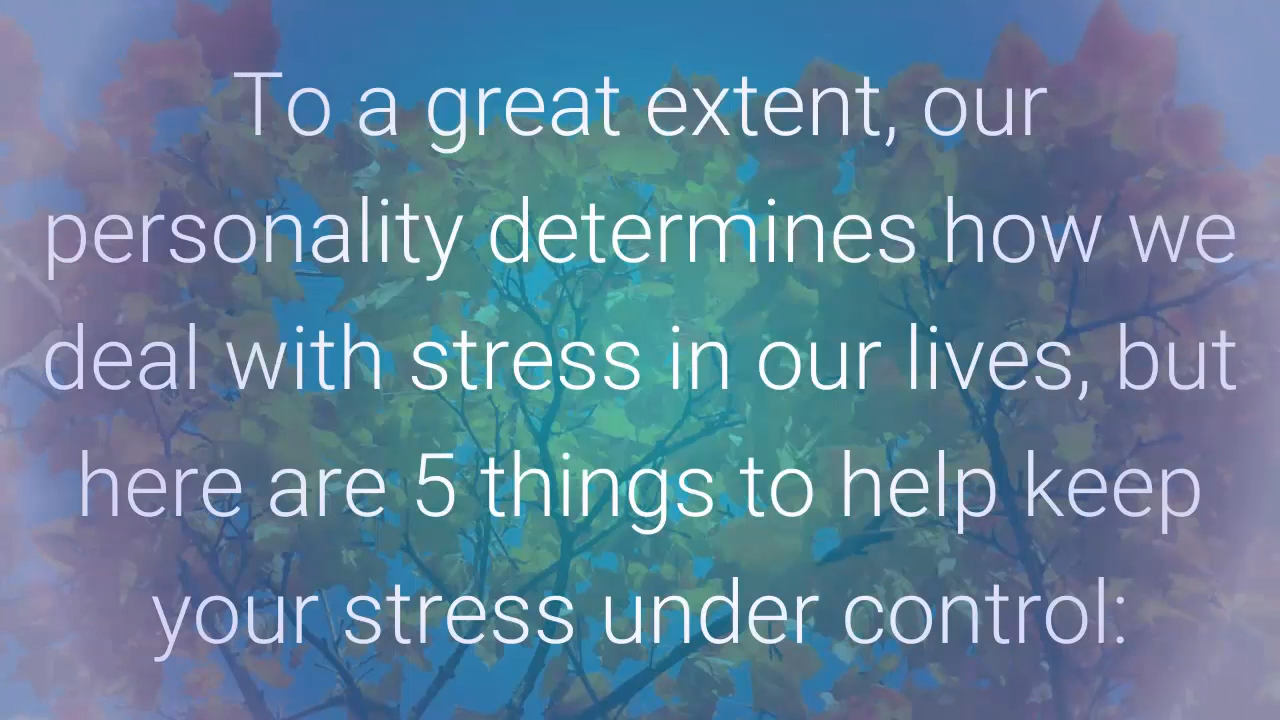 To a great extent, our
personality determines how we
deal with stress in our lives, but
here are 5 things to help keep
your stress under control: